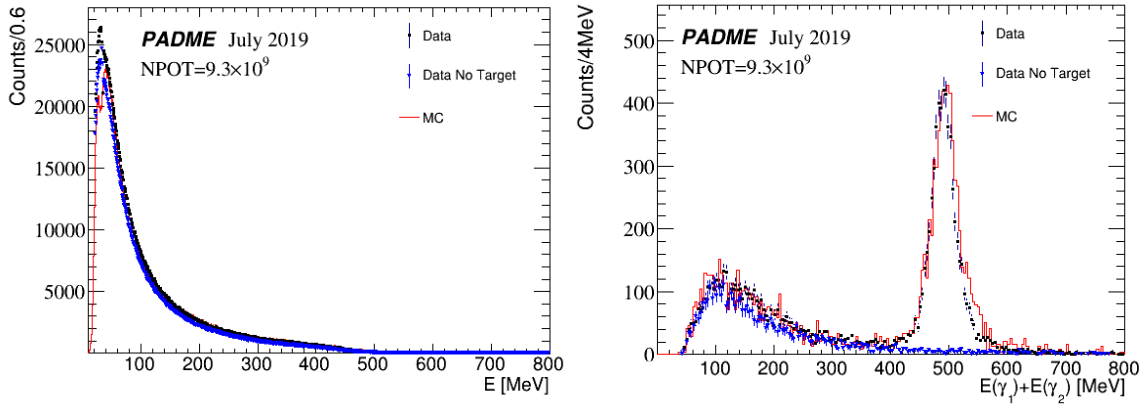 Counts/0.6
25000
20000
15000
10000
5000
PADME July 2019
NPOT=9.3×10⁹
Data
Data No Target
MC
100 200 300 400 500 600 700 800
E [MeV]
Counts/4MeV
500
400
300
200
100
0
PADME July 2019
NPOT=9.3×10⁹
Data
Data No Target
MC
100 200 300 400 500 600 700 800
E(γ₁)+E(γ₂) [MeV]